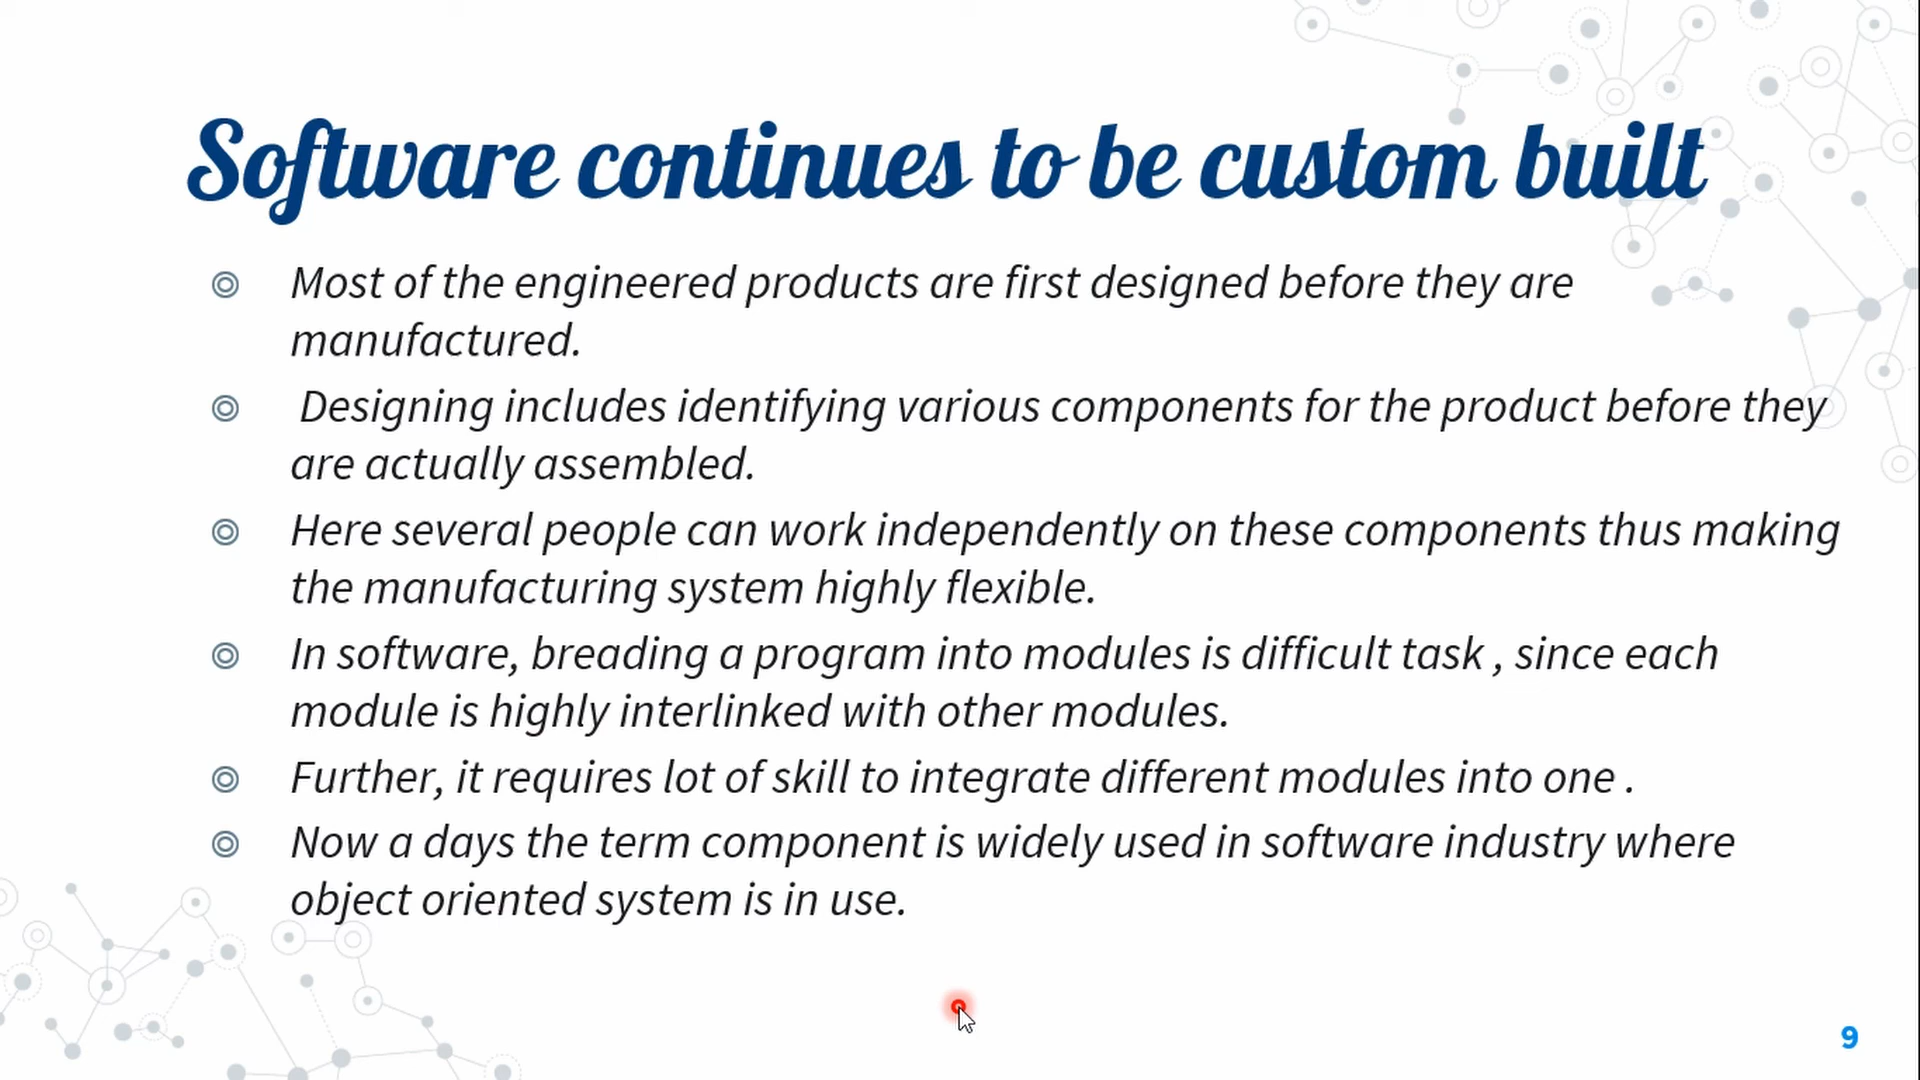 Software continues to be custom built
Most of the engineered products are first designed before they are
manufactured.
Designing includes identifying various components for the product before they
are actually assembled.
Here several people can work independently on these components thus making
the manufacturing system highly flexible.
In software, breading a program into modules is difficult task , since each
module is highly interlinked with other modules.
Further, it requires lot of skill to integrate different modules into one .
Now a days the term component is widely used in software industry where
object oriented system is in use.
9